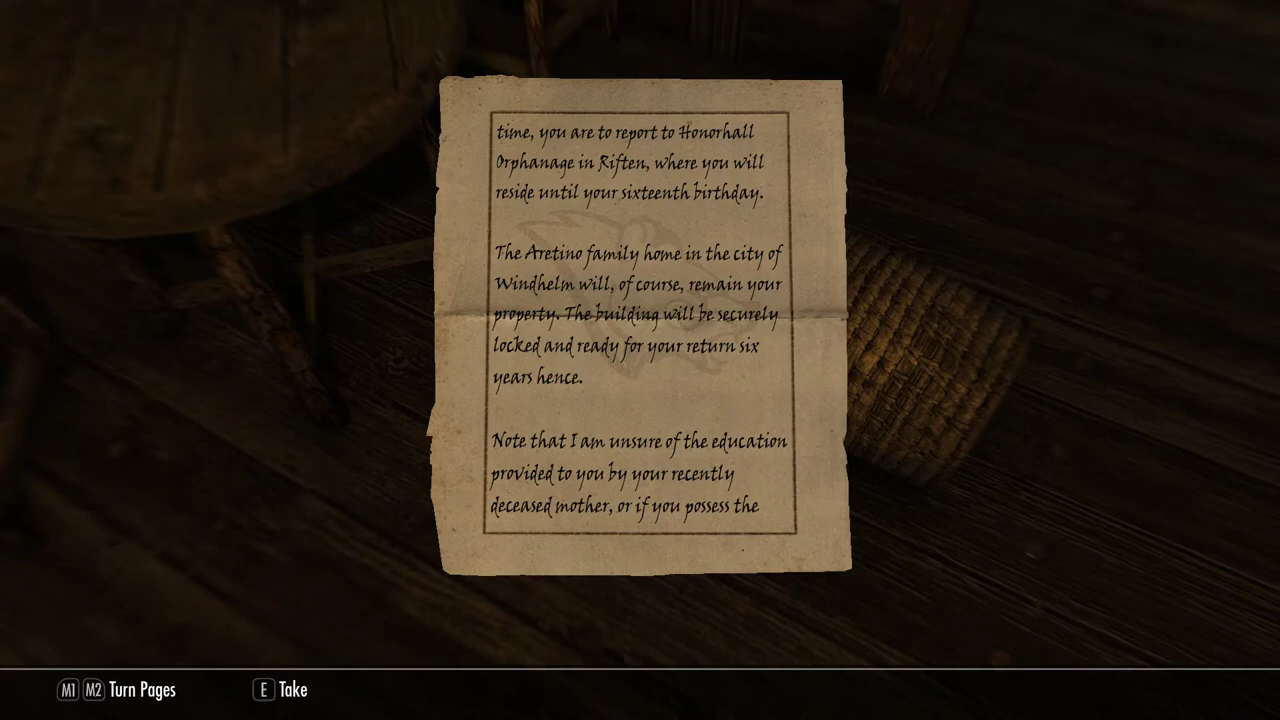 time, you are to report to Honorhall
Orphanage in Riften, where you will
reside until your sixteenth birthday.
The Aretino family home in the city of
Windhelm will, of course, remain your
property. The building will be securely
locked and ready for your return six
years hence.
Note that I am unsure of the education
provided to you by your recently
deceased mother, or if you possess the
M1 M2 Turn Pages
E Take